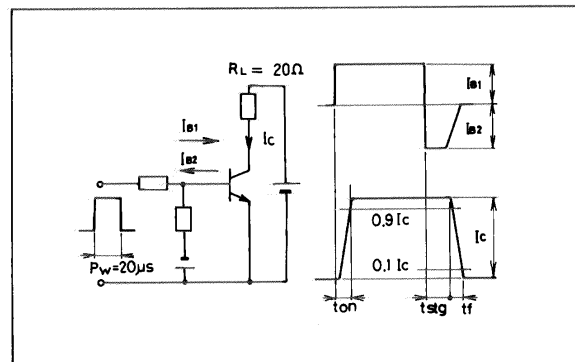 RL = 20Ω
IB1
IB2
Ic
PW=20μs
IB1
IB2
0.9 Ic
0.1 Ic
Ic
ton
tstg
tf